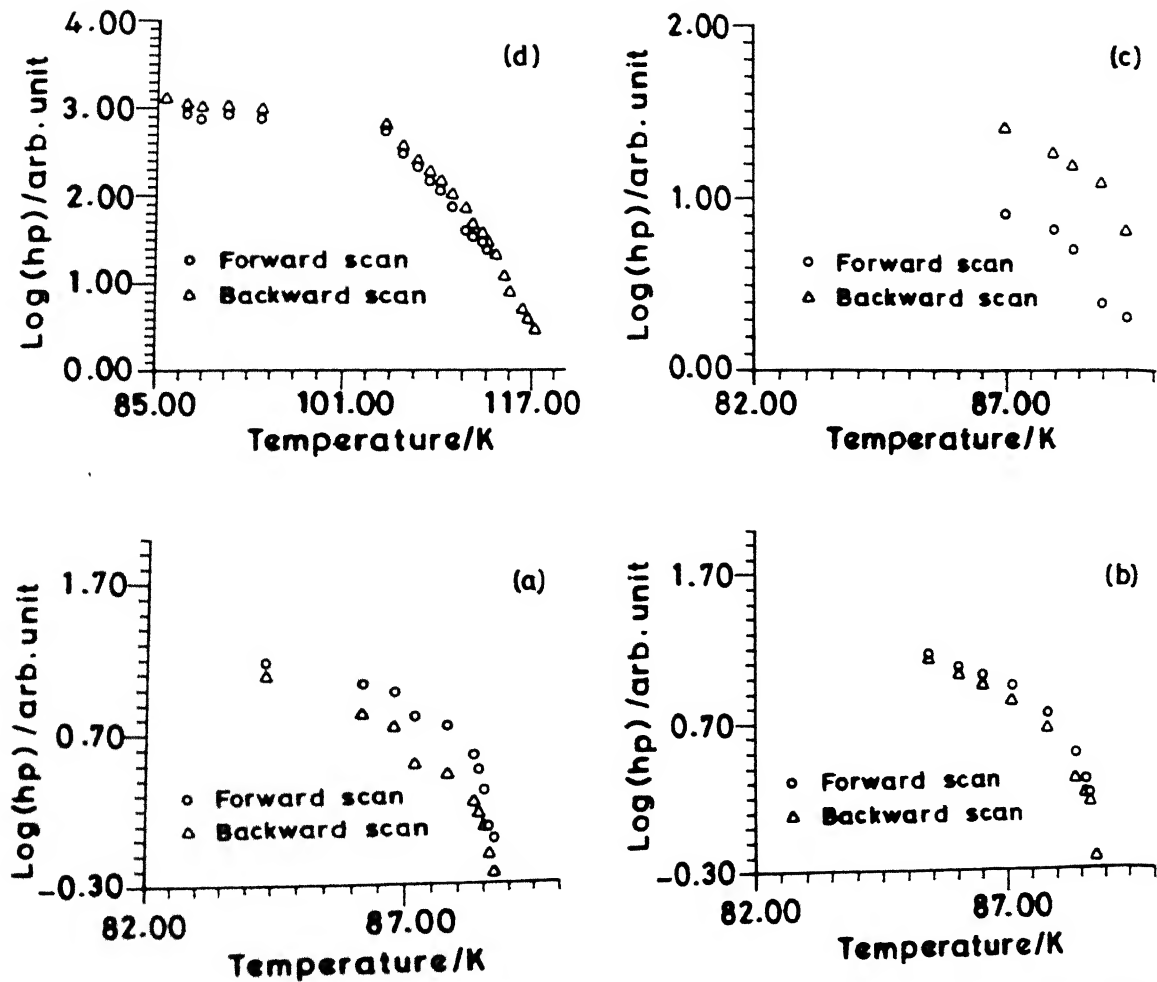 (d)
Log(hp)/arb.unit
4.00
3.00
2.00
1.00
0.00
Forward scan
Backward scan
85.00 101.00 117.00
Temperature/K
(c)
Log(hp)/arb.unit
2.00
1.00
0.00
Forward scan
Backward scan
82.00 87.00
Temperature/K
(a)
Log(hp)/arb.unit
1.70
0.70
-0.30
Forward scan
Backward scan
82.00 87.00
Temperature/K
(b)
Log(hp)/arb.unit
1.70
0.70
-0.30
Forward scan
Backward scan
82.00 87.00
Temperature/K